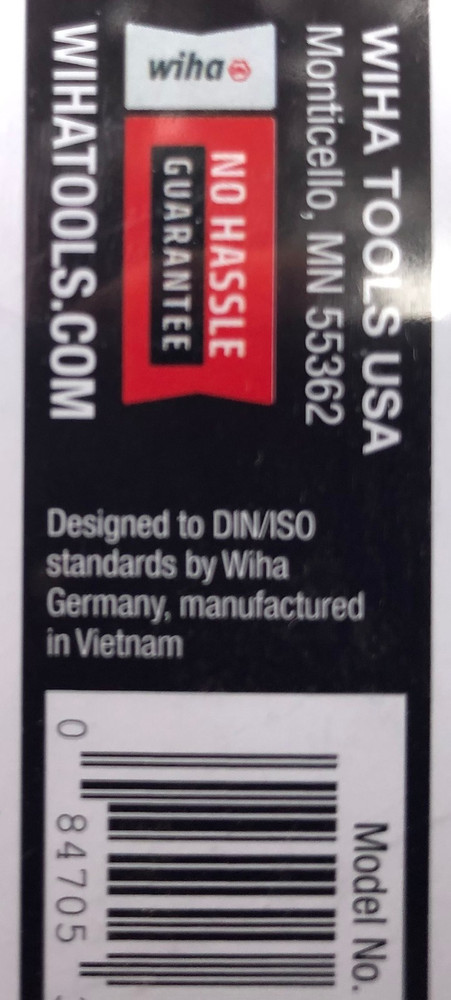 WIHA TOOLS USA
Monticello, MN 55362
wiha
NO HASSLE
GUARANTEE
WIHATOOLS.COM
Designed to DIN/ISO
standards by Wiha
Germany, manufactured
in Vietnam
Model No.
0 84705